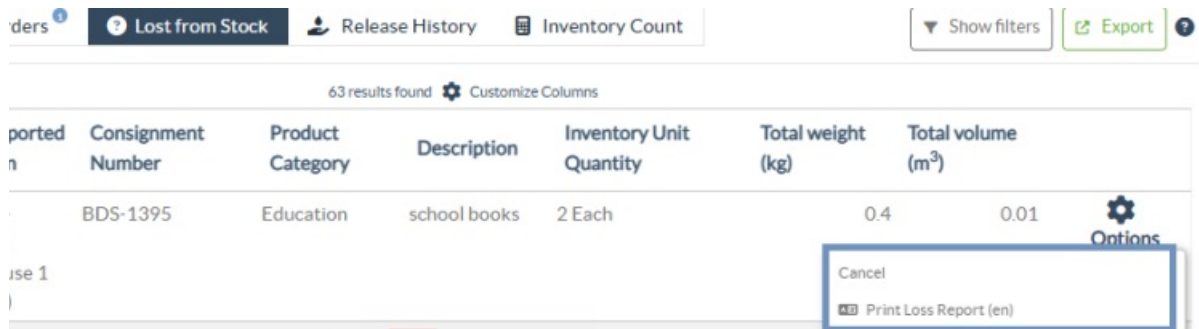 ders 1 Lost from Stock Release History Inventory Count Show filters Export ?
63 results found Customize Columns
ported Consignment Product Description Inventory Unit Total weight Total volume
n Number Category Quantity (kg) (m³)
BDS-1395 Education school books 2 Each 0.4 0.01
Options
use 1
)
Cancel
Print Loss Report (en)